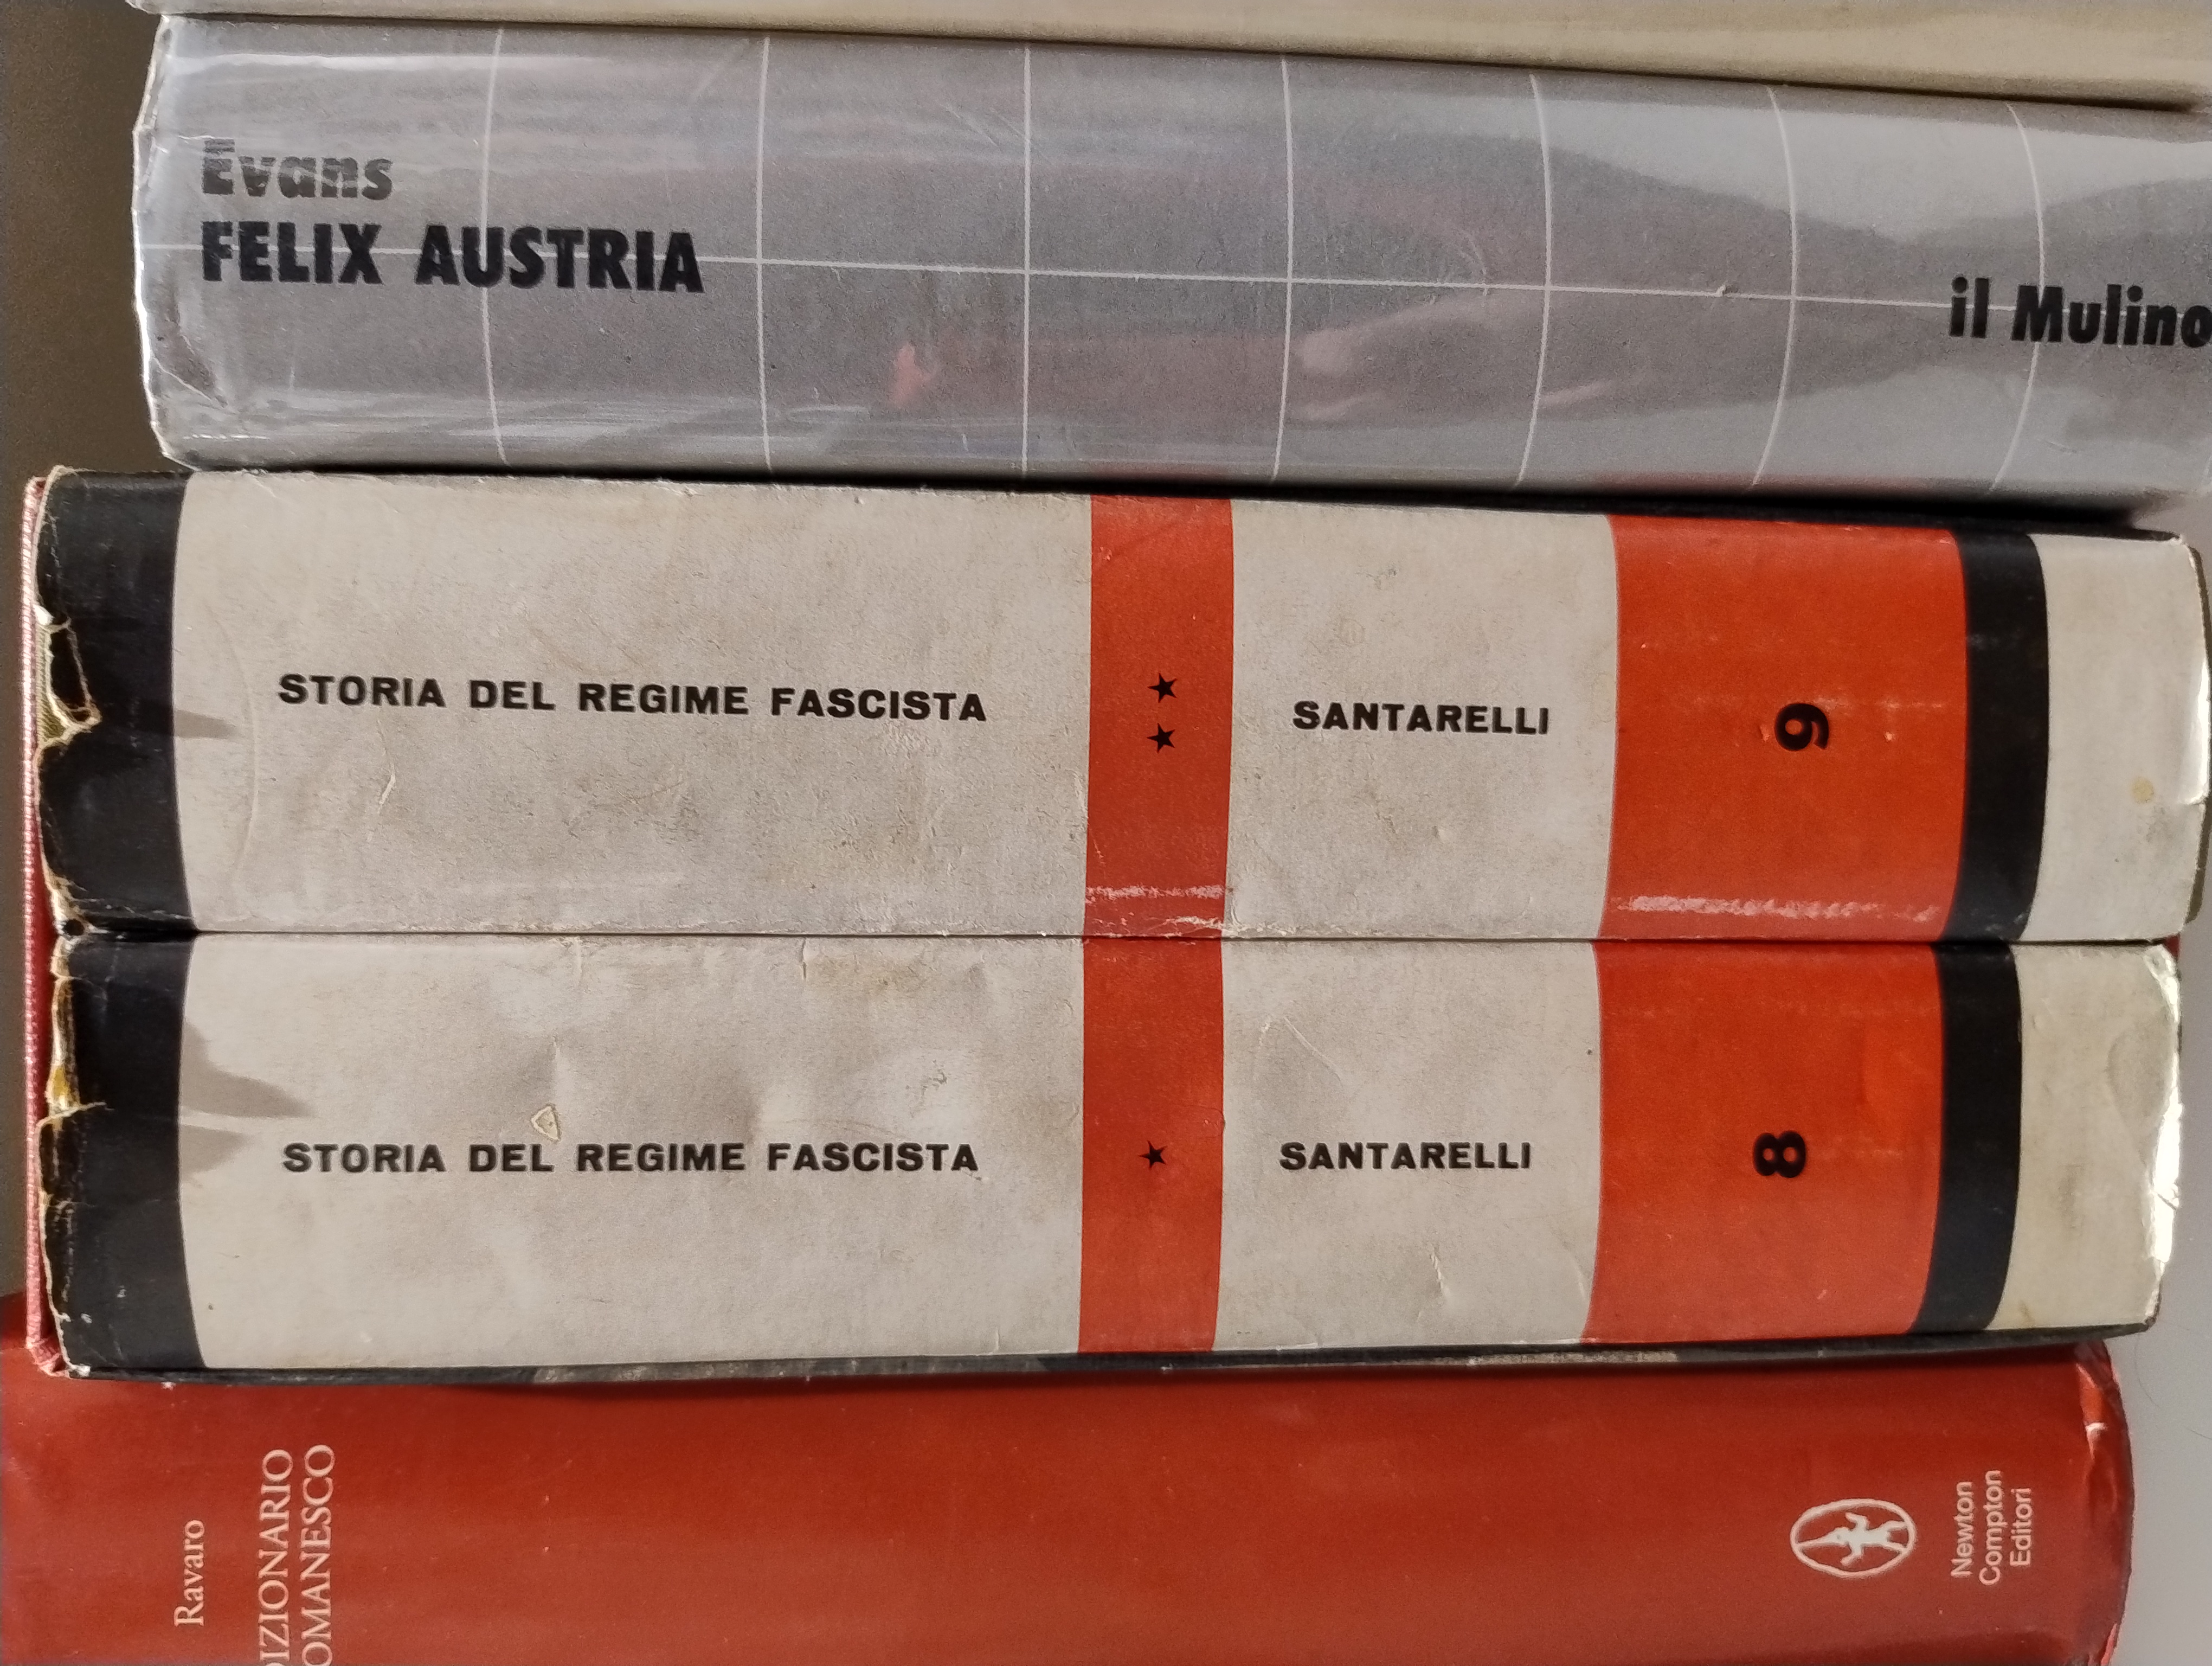 Evans
FELIX AUSTRIA
il Mulino
STORIA DEL REGIME FASCISTA
SANTARELLI
9
STORIA DEL REGIME FASCISTA
SANTARELLI
8
Ravaro
DIZIONARIO
OMANESCO
Newton
Compton
Editori